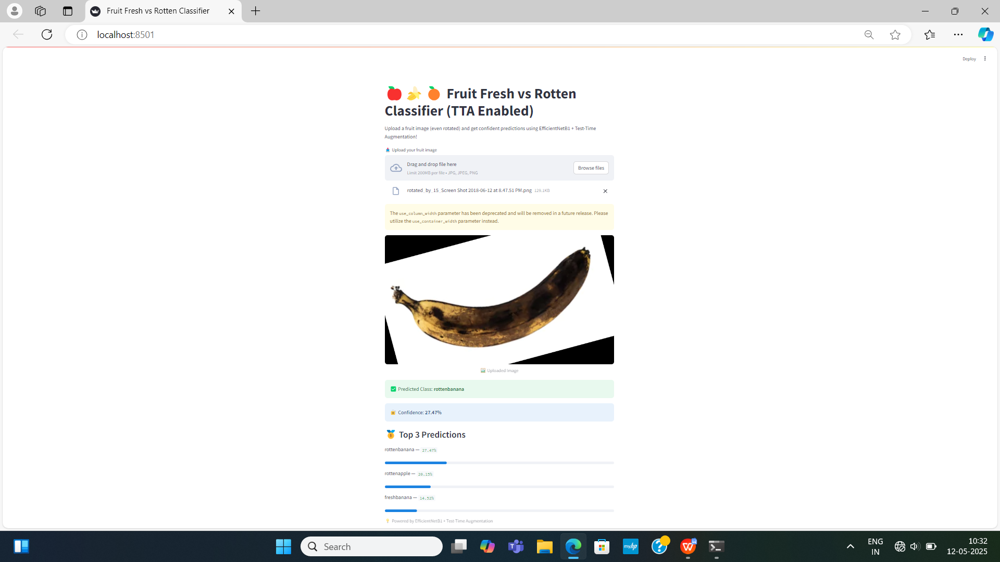 Fruit Fresh vs Rotten Classifier
localhost:8501
Deploy
Fruit Fresh vs Rotten
Classifier (TTA Enabled)
Upload a fruit image (even rotated) and get confident predictions using EfficientNetB1 + Test-Time
Augmentation!
Upload your fruit image
Drag and drop file here
Limit 200MB per file • JPG, JPEG, PNG
Browse files
rotated_by_15_Screen Shot 2018-06-12 at 8.47.51 PM.png 129.1KB
The use_column_width parameter has been deprecated and will be removed in a future release. Please
utilize the use_container_width parameter instead.
Uploaded Image
✅ Predicted Class: rottenbanana
Confidence: 27.47%
Top 3 Predictions
rottenbanana — 27.47%
rottenapple — 20.15%
freshbanana — 14.52%
Powered by EfficientNetB1 + Test-Time Augmentation
Search
myhp
ENG
IN
10:32
12-05-2025